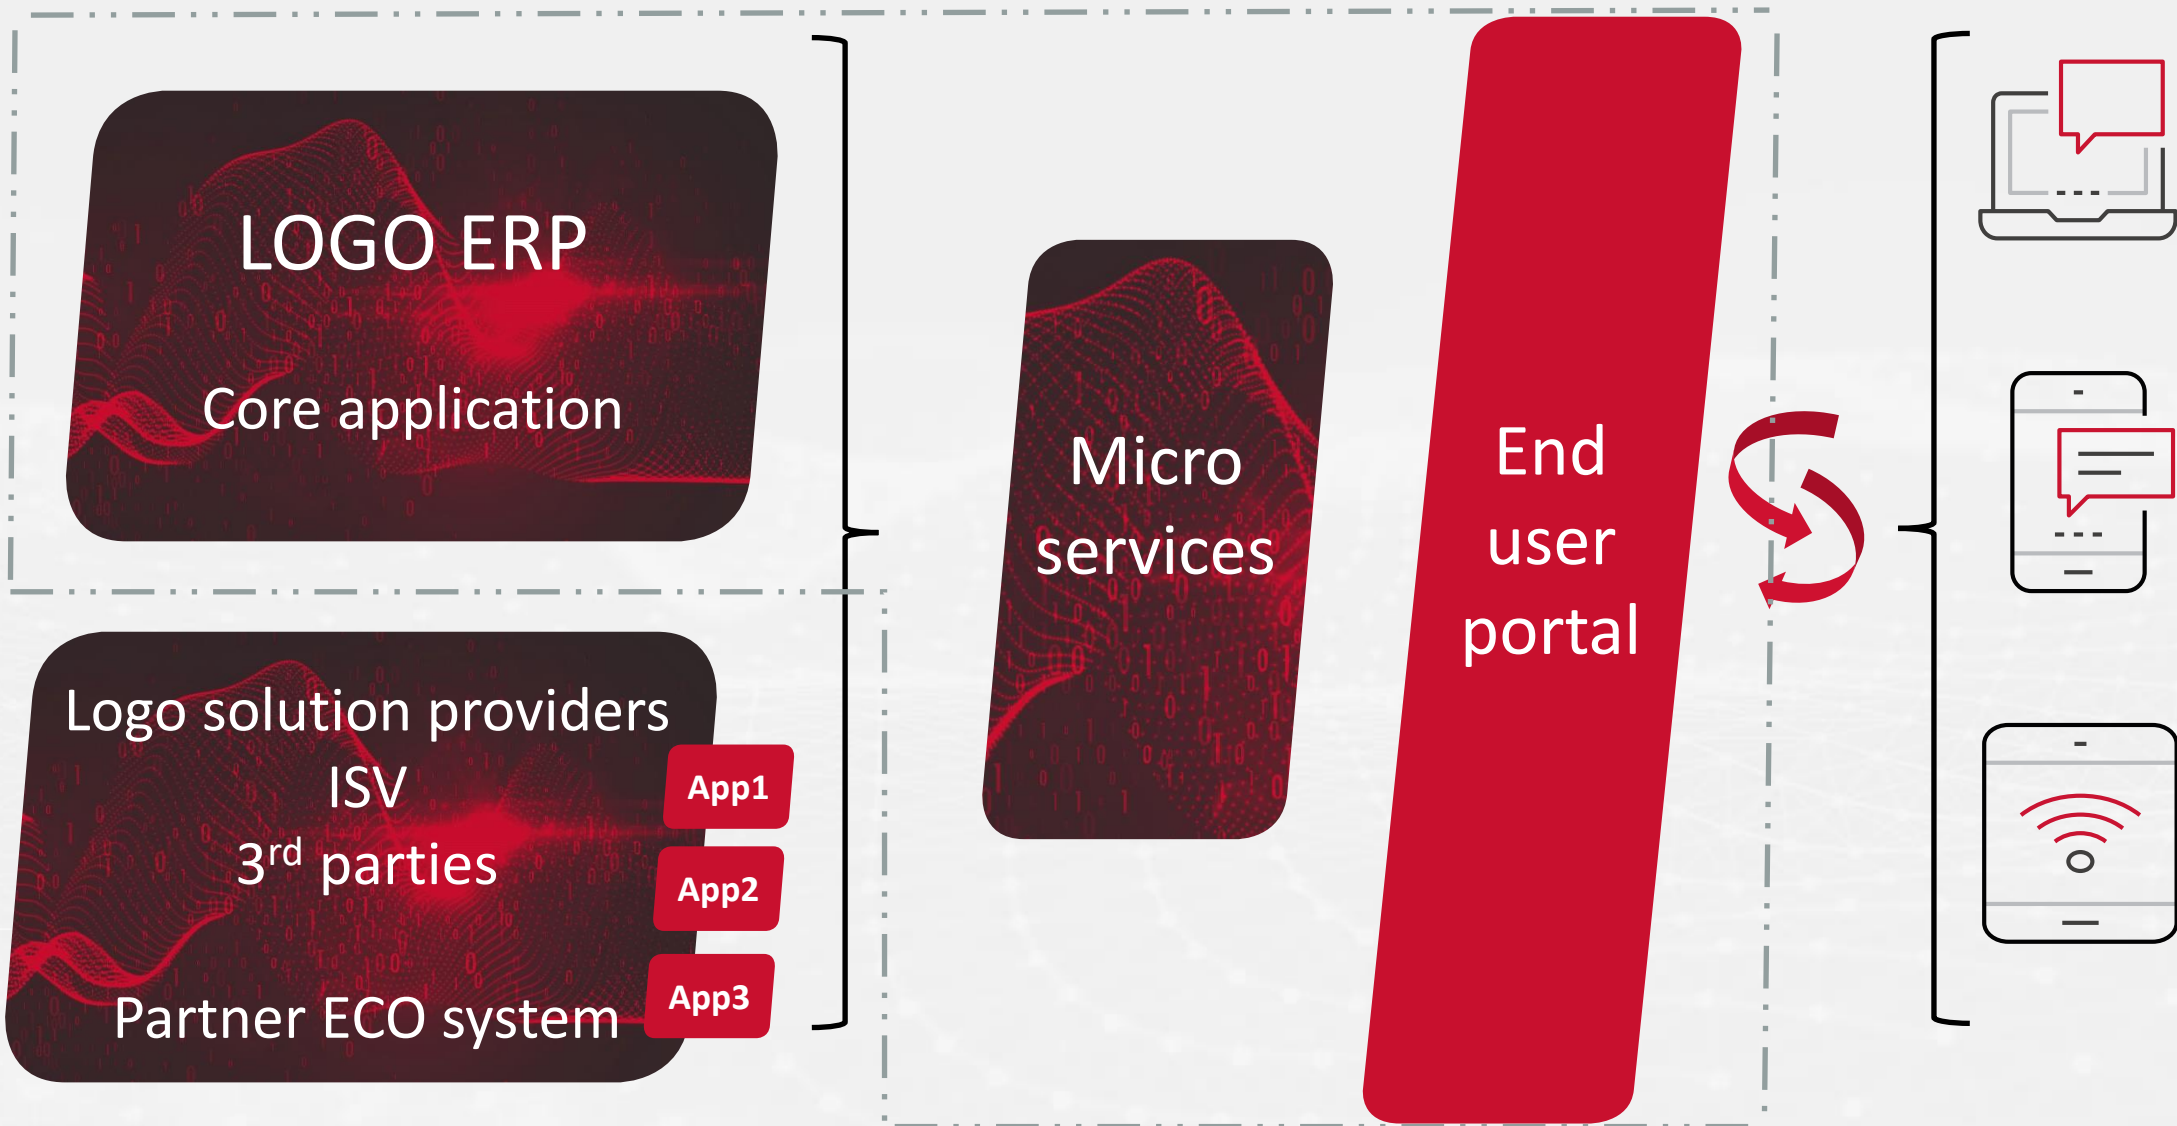 LOGO ERP
Core application
Logo solution providers
ISV
3rd parties
Partner ECO system
App1
App2
App3
Micro
services
End
user
portal